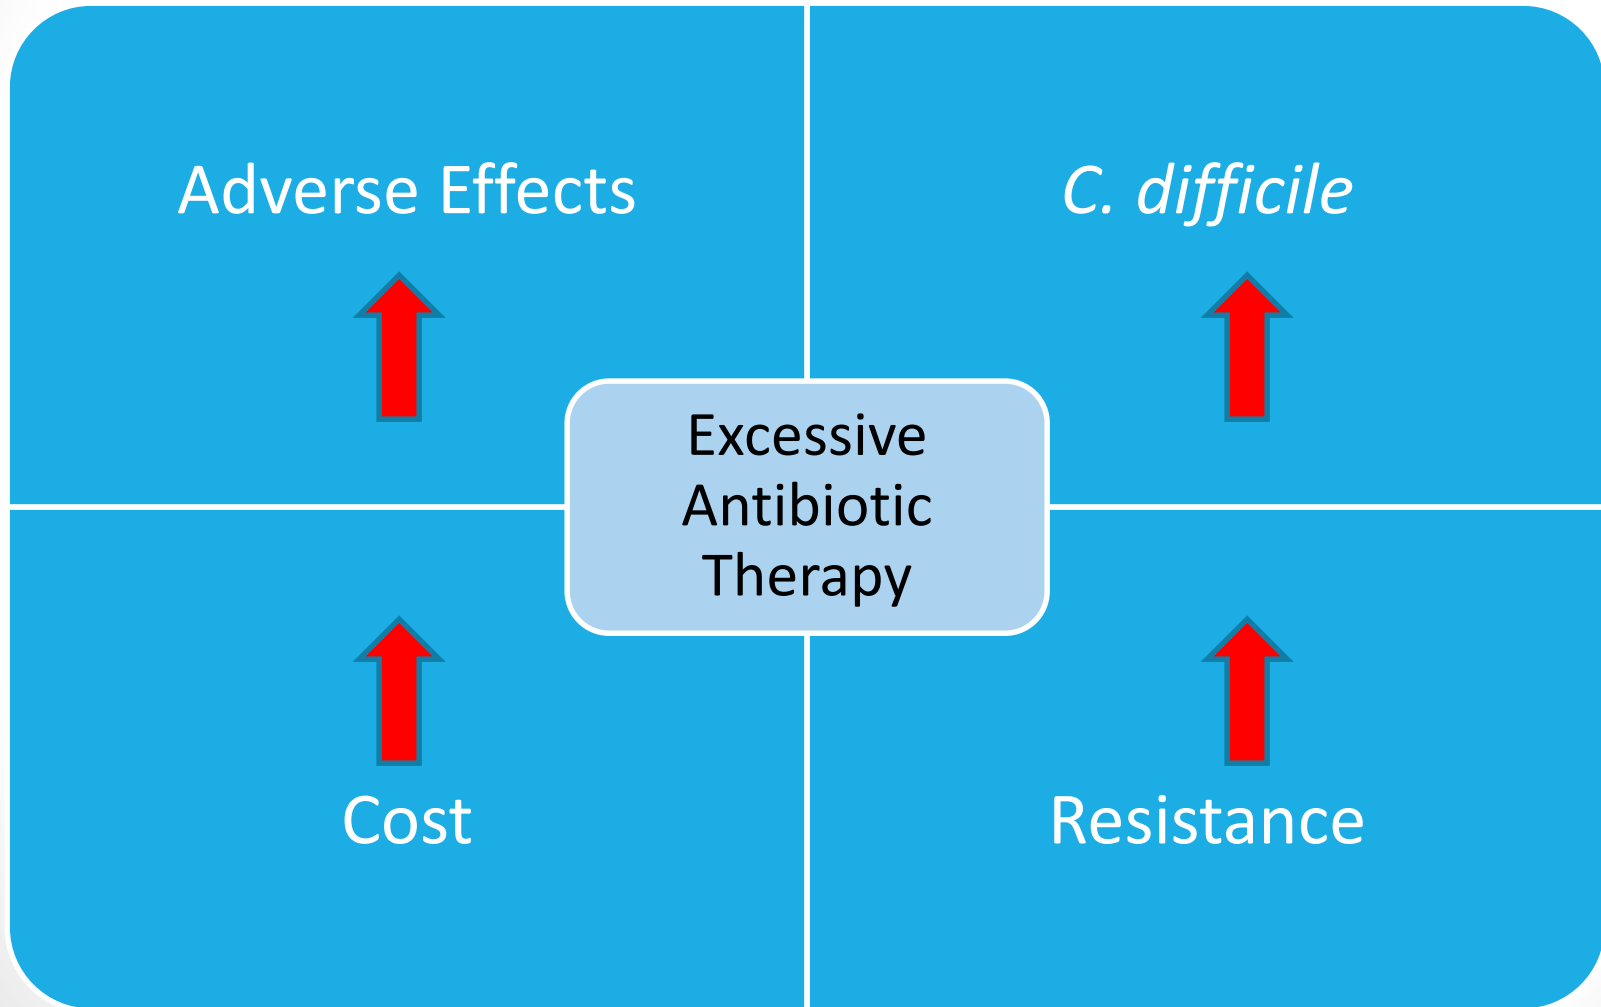 Adverse Effects
C. difficile
Excessive
Antibiotic
Therapy
Cost
Resistance